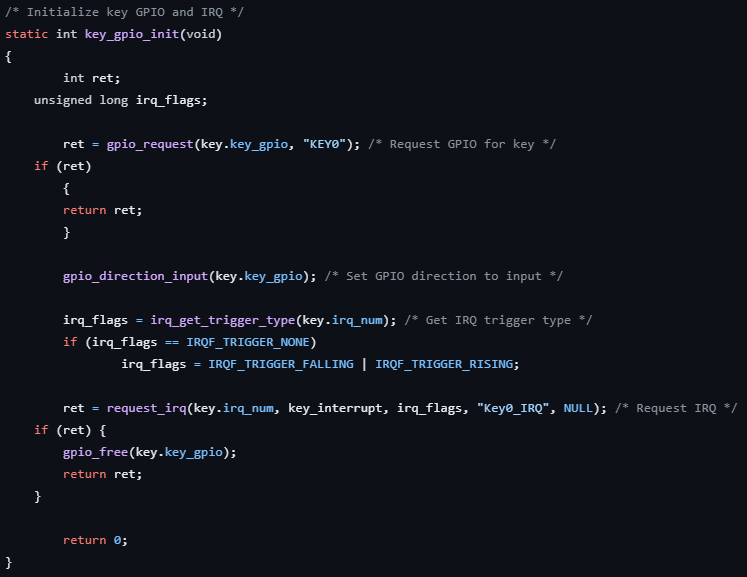 /* Initialize key GPIO and IRQ */
static int key_gpio_init(void)
{
        int ret;
    unsigned long irq_flags;

        ret = gpio_request(key.key_gpio, "KEY0"); /* Request GPIO for key */
    if (ret)
        {
        return ret;
        }

        gpio_direction_input(key.key_gpio); /* Set GPIO direction to input */

        irq_flags = irq_get_trigger_type(key.irq_num); /* Get IRQ trigger type */
        if (irq_flags == IRQF_TRIGGER_NONE)
                irq_flags = IRQF_TRIGGER_FALLING | IRQF_TRIGGER_RISING;

        ret = request_irq(key.irq_num, key_interrupt, irq_flags, "Key0_IRQ", NULL); /* Request IRQ */
    if (ret) {
        gpio_free(key.key_gpio);
        return ret;
    }

        return 0;
}